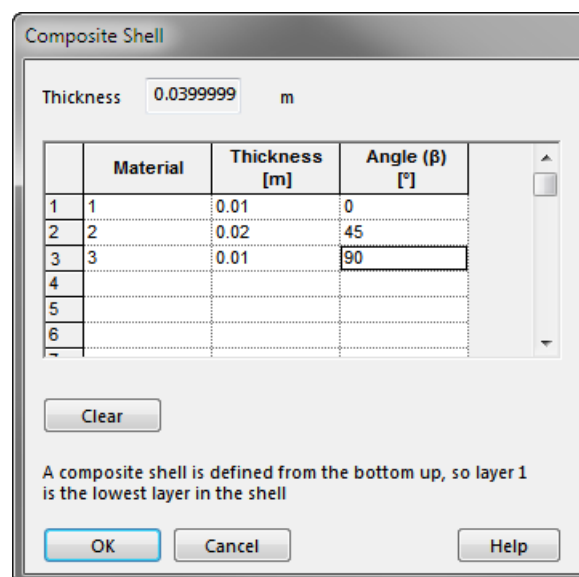 Composite Shell
Thickness 0.0399999 m
Material Thickness [m] Angle (β) [°]
1 1 0.01 0
2 2 0.02 45
3 3 0.01 90
4
5
6
Clear
A composite shell is defined from the bottom up, so layer 1
is the lowest layer in the shell
OK Cancel Help